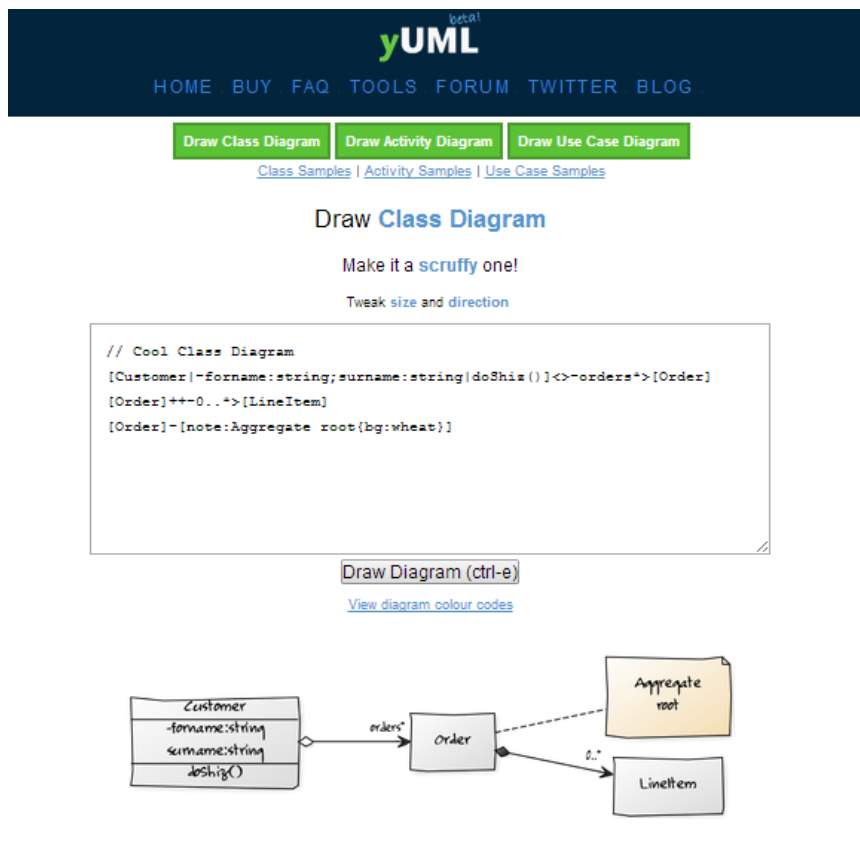 beta!
yUML
HOME . BUY . FAQ . TOOLS . FORUM . TWITTER . BLOG .
Draw Class Diagram Draw Activity Diagram Draw Use Case Diagram
Class Samples | Activity Samples | Use Case Samples
Draw Class Diagram
Make it a scruffy one!
Tweak size and direction
// Cool Class Diagram
[Customer|-forname:string;surname:string|doShiz()]<>-orders*>[Order]
[Order]++-0..*>[LineItem]
[Order]-[note:Aggregate root{bg:wheat}]
Draw Diagram (ctrl-e)
View diagram colour codes
Customer
-forname:string
surname:string
doShiz()
orders*
Order
Aggregate
root
0..*
LineItem